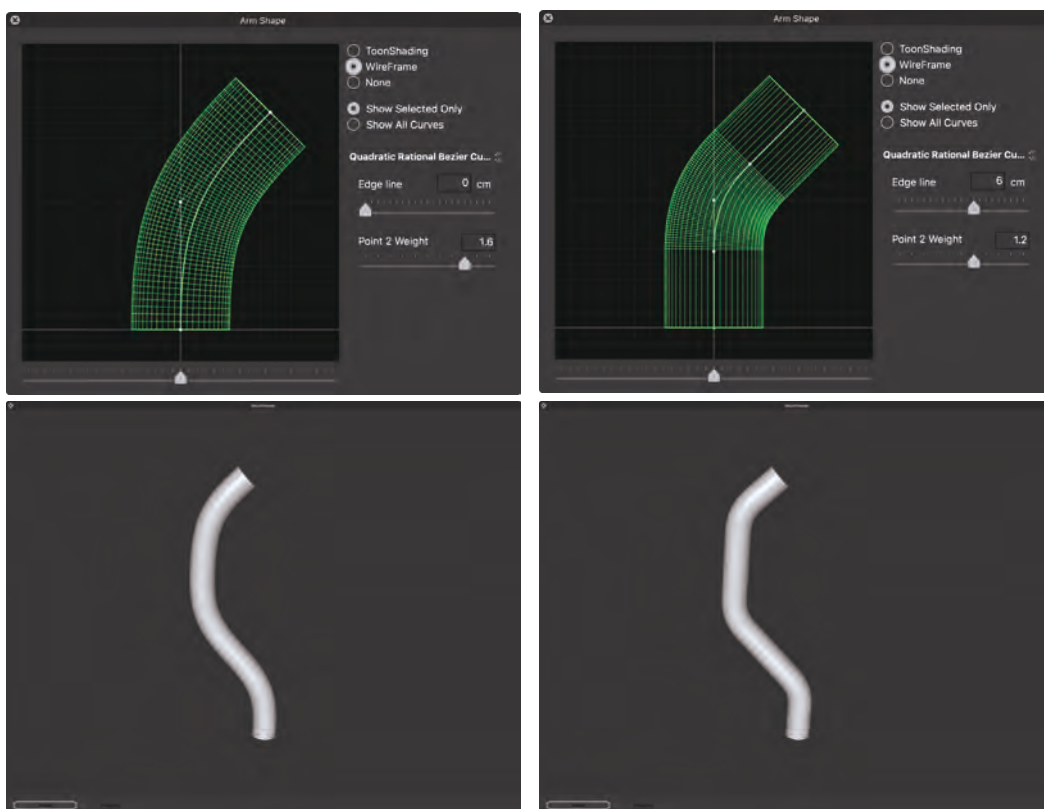 Arm Shape
ToonShading
WireFrame
None
Show Selected Only
Show All Curves
Quadratic Rational Bezier Cu...
Edge line 0 cm
Point 2 Weight 1.6
Arm Shape
ToonShading
WireFrame
None
Show Selected Only
Show All Curves
Quadratic Rational Bezier Cu...
Edge line 6 cm
Point 2 Weight 1.2